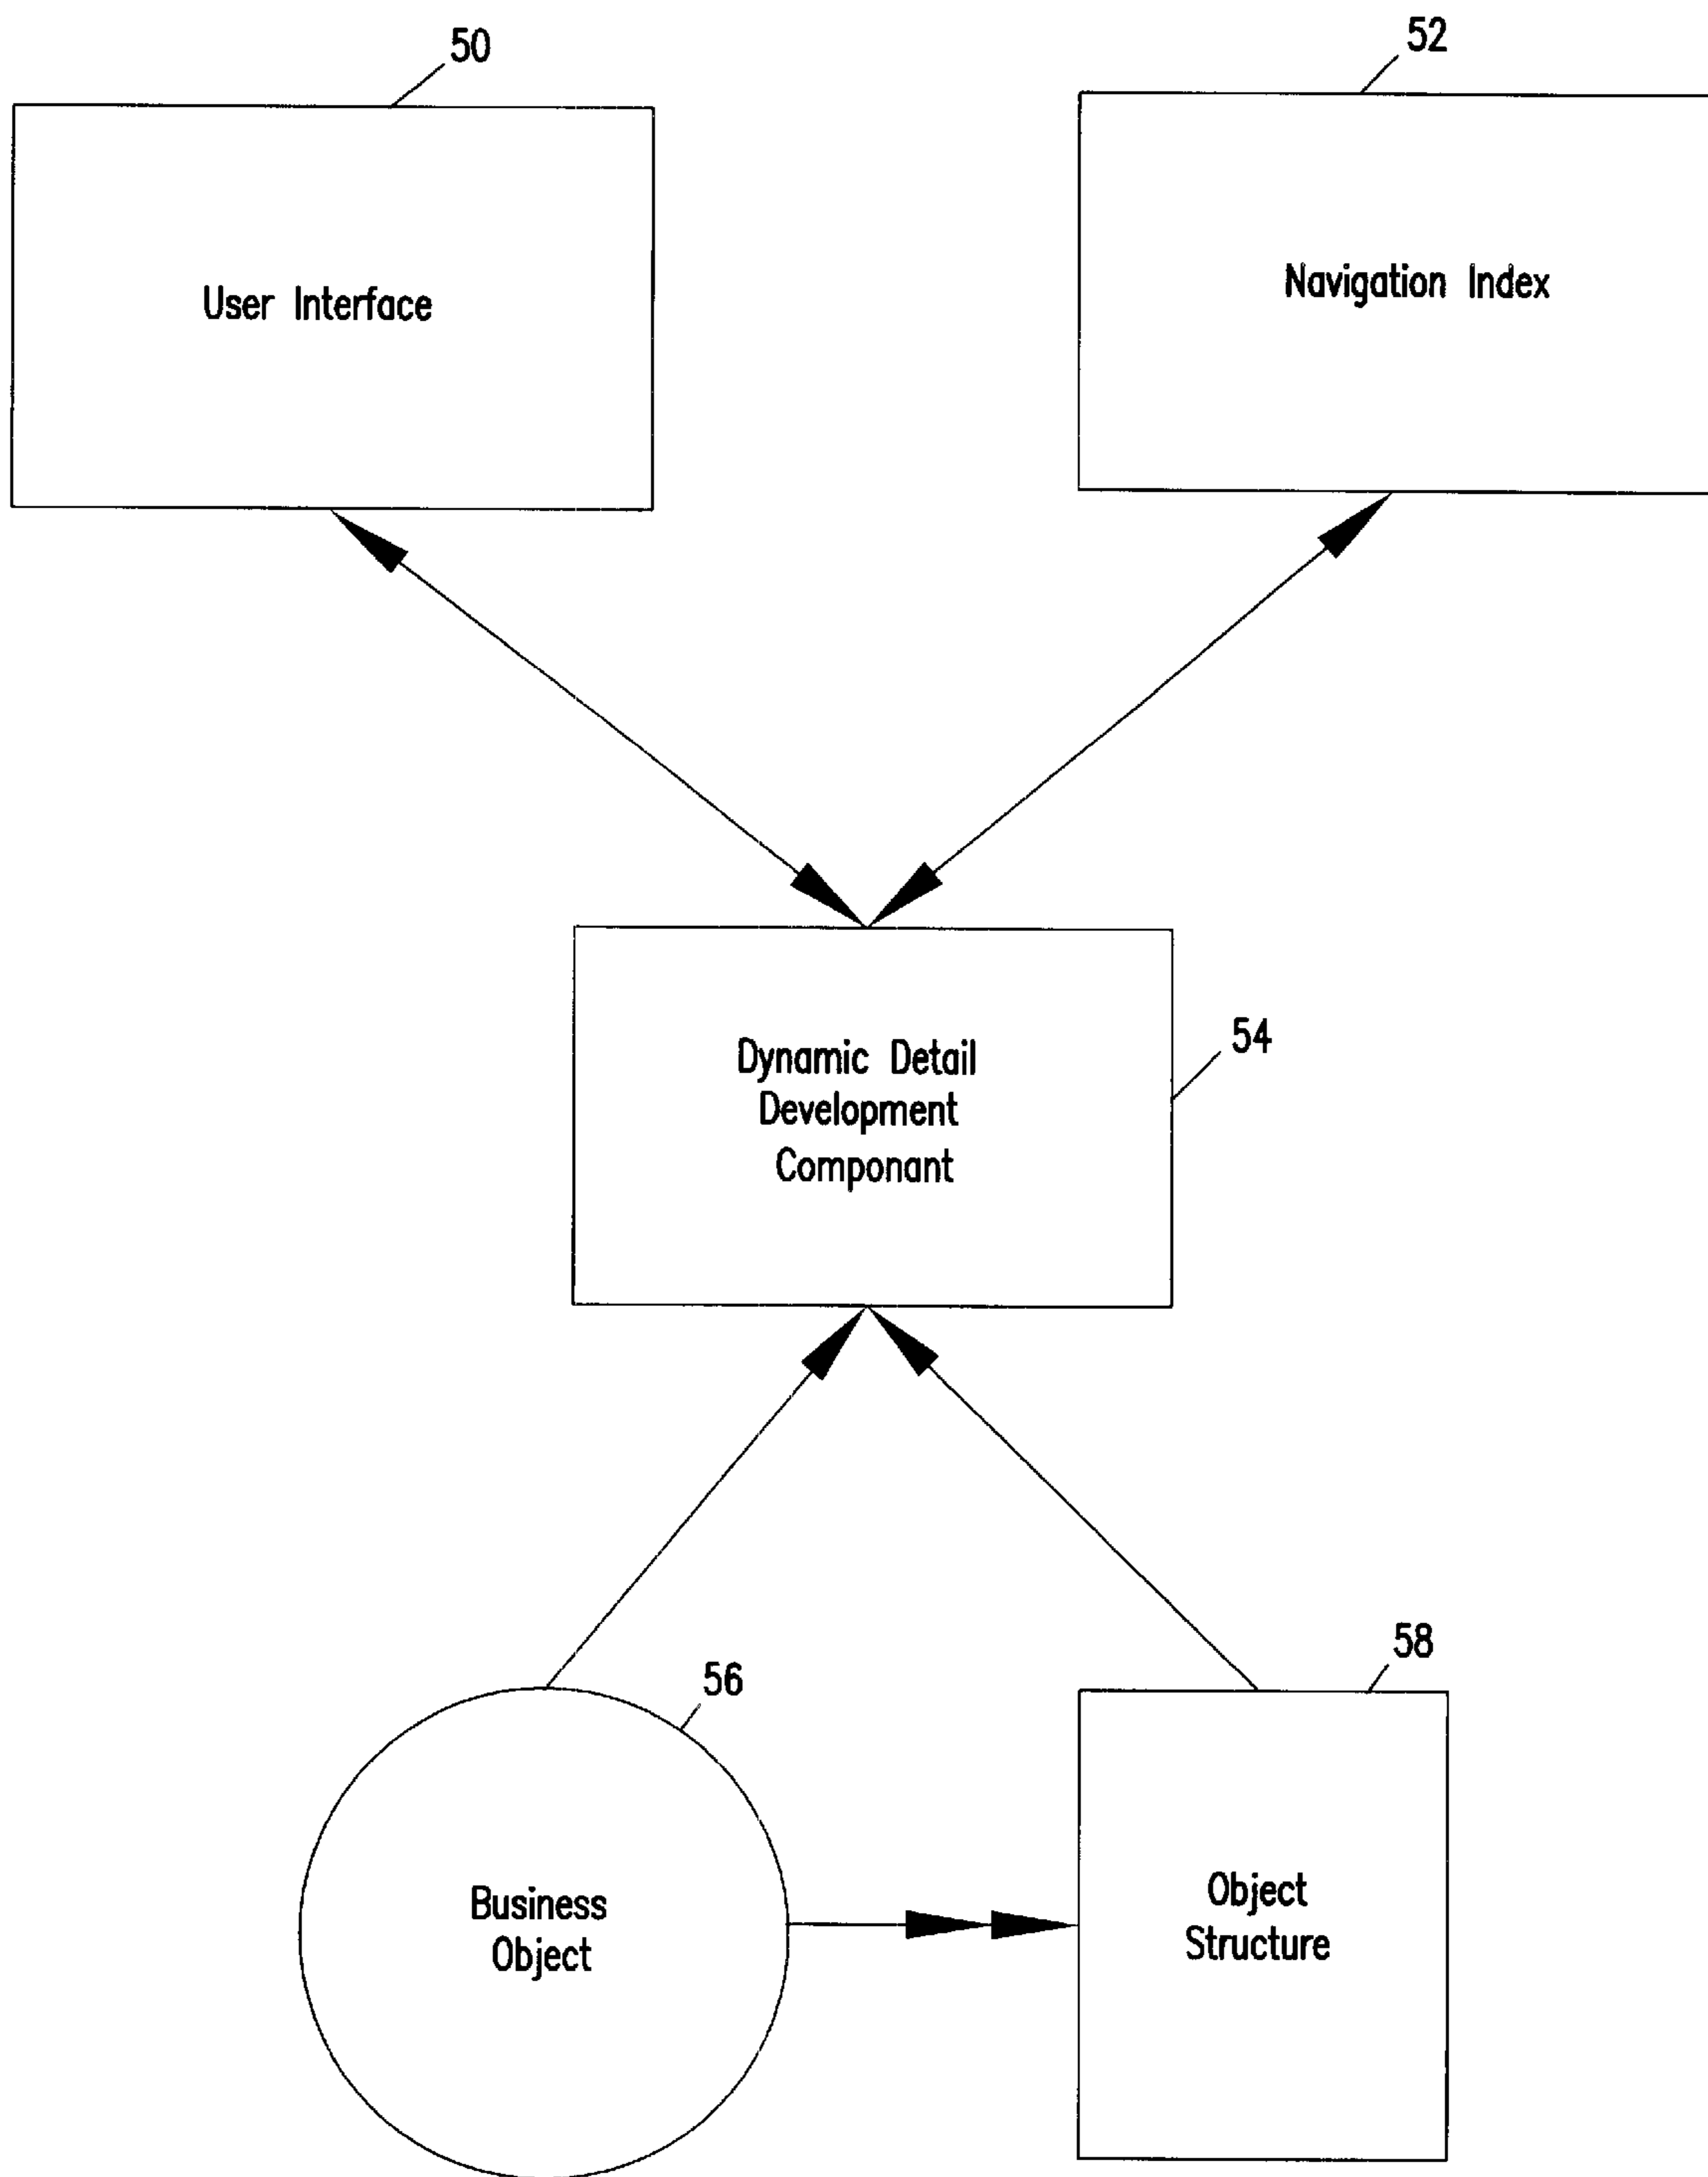 50
52
User Interface
Navigation Index
Dynamic Detail
Development
Componant
54
56
58
Business
Object
Object
Structure